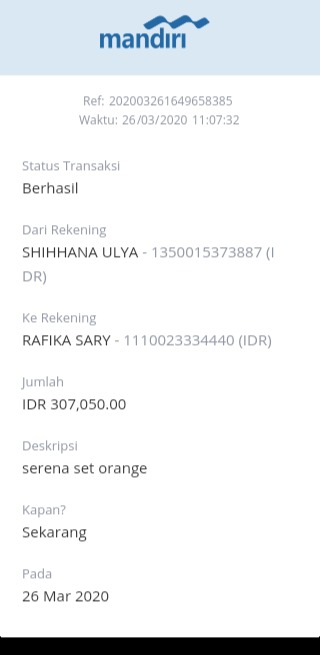 mandiri
Ref: 202003261649658385
Waktu: 26/03/2020 11:07:32
Status Transaksi
Berhasil
Dari Rekening
SHIHHANA ULYA - 1350015373887 (I
DR)
Ke Rekening
RAFIKA SARY - 1110023334440 (IDR)
Jumlah
IDR 307,050.00
Deskripsi
serena set orange
Kapan?
Sekarang
Pada
26 Mar 2020